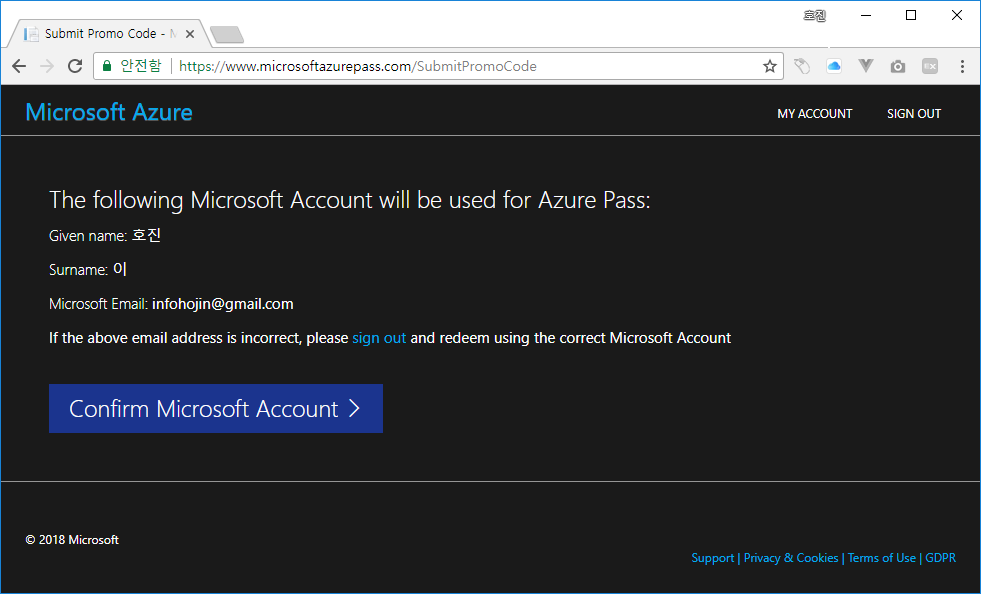 호진
Submit Promo Code - M
안전함 | https://www.microsoftazurepass.com/SubmitPromoCode
Microsoft Azure
MY ACCOUNT
SIGN OUT
The following Microsoft Account will be used for Azure Pass:
Given name: 호진
Surname: 이
Microsoft Email: infohojin@gmail.com
If the above email address is incorrect, please sign out and redeem using the correct Microsoft Account
Confirm Microsoft Account
© 2018 Microsoft
Support | Privacy & Cookies | Terms of Use | GDPR